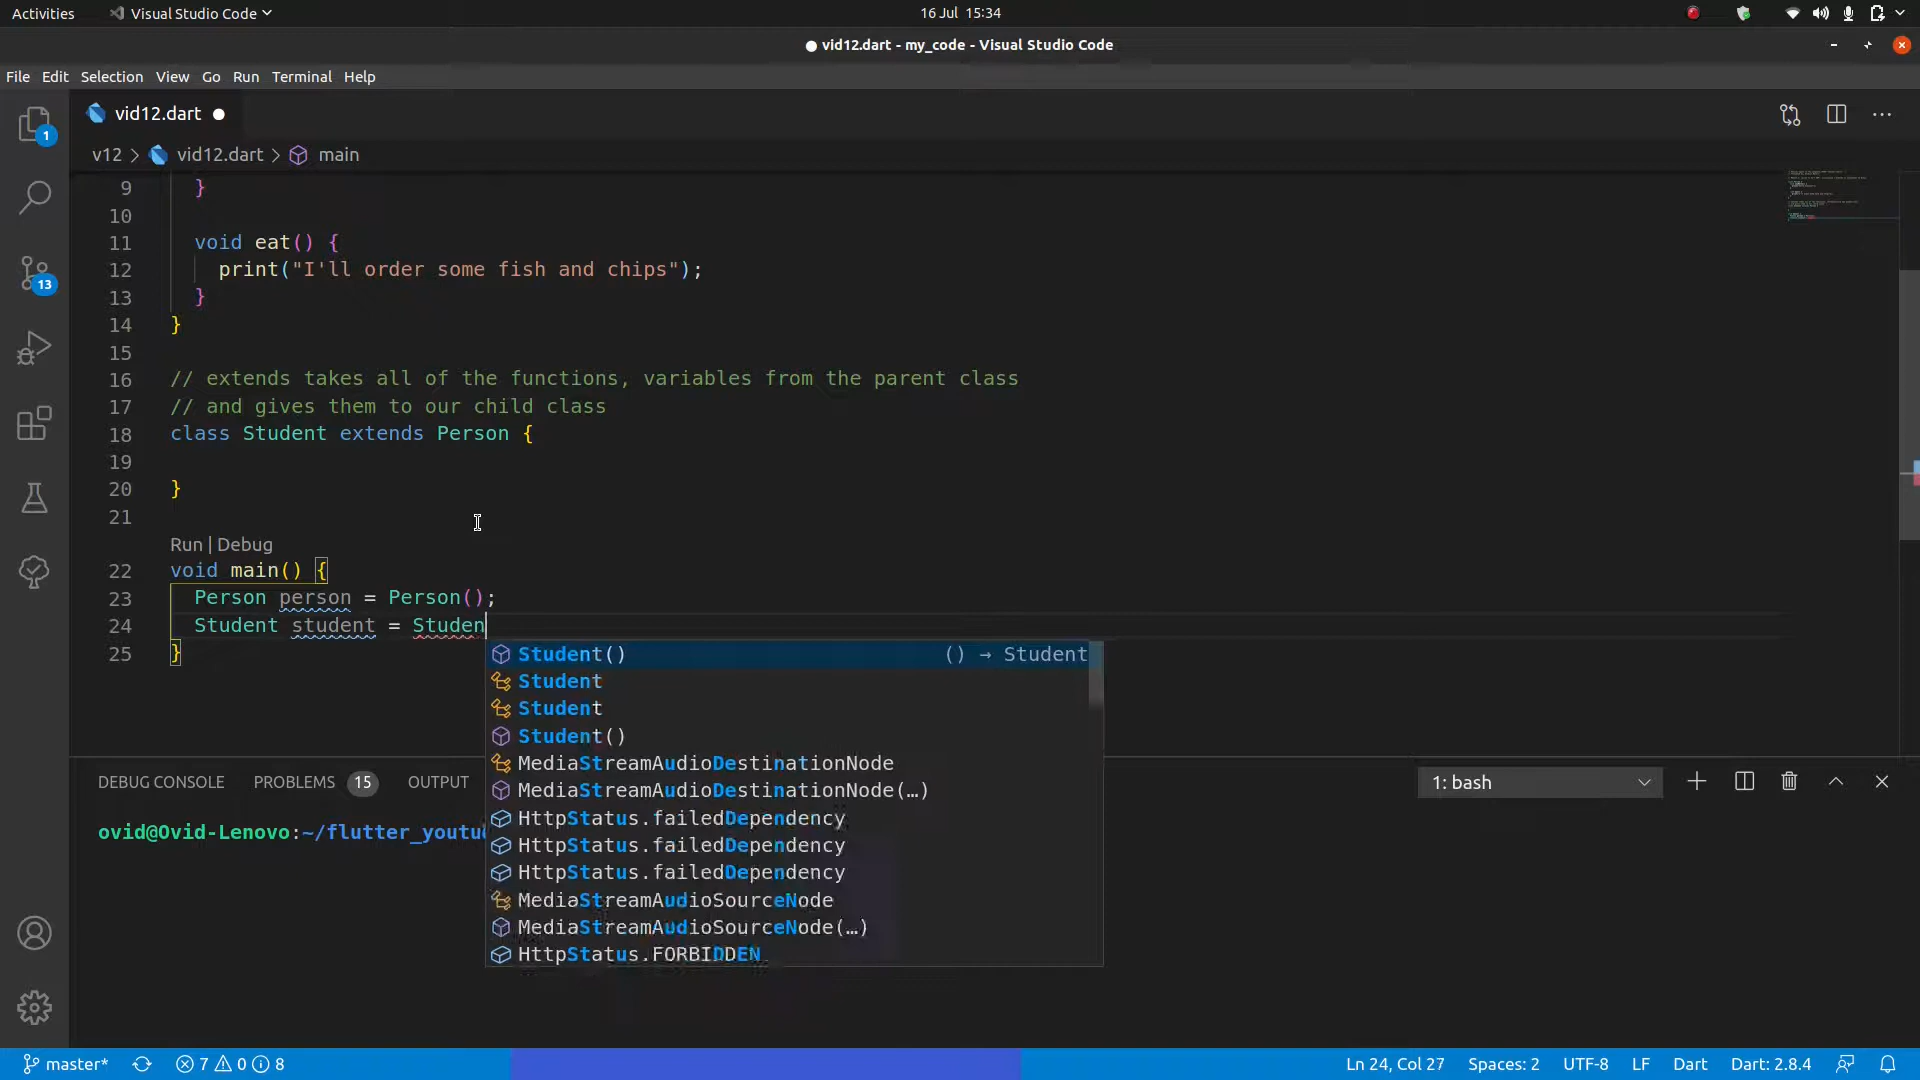 Activities Visual Studio Code 16 Jul 15:34
vid12.dart - my_code - Visual Studio Code
File Edit Selection View Go Run Terminal Help
vid12.dart
v12 > vid12.dart > main
9 }
10
11 void eat() {
12 print("I'll order some fish and chips");
13 }
14 }
15
16 // extends takes all of the functions, variables from the parent class
17 // and gives them to our child class
18 class Student extends Person {
19
20 }
21
Run | Debug
22 void main() {
23 Person person = Person();
24 Student student = Studen
25 }
Student() () → Student
Student
Student
Student()
MediaStreamAudioDestinationNode
MediaStreamAudioDestinationNode(…)
HttpStatus.failedDependency
HttpStatus.failedDependency
HttpStatus.failedDependency
MediaStreamAudioSourceNode
MediaStreamAudioSourceNode(…)
HttpStatus.FORBIDDEN
1
13
DEBUG CONSOLE PROBLEMS 15 OUTPUT 1: bash
ovid@Ovid-Lenovo:~/flutter_youtu
master* 7 0 8 Ln 24, Col 27 Spaces: 2 UTF-8 LF Dart Dart: 2.8.4